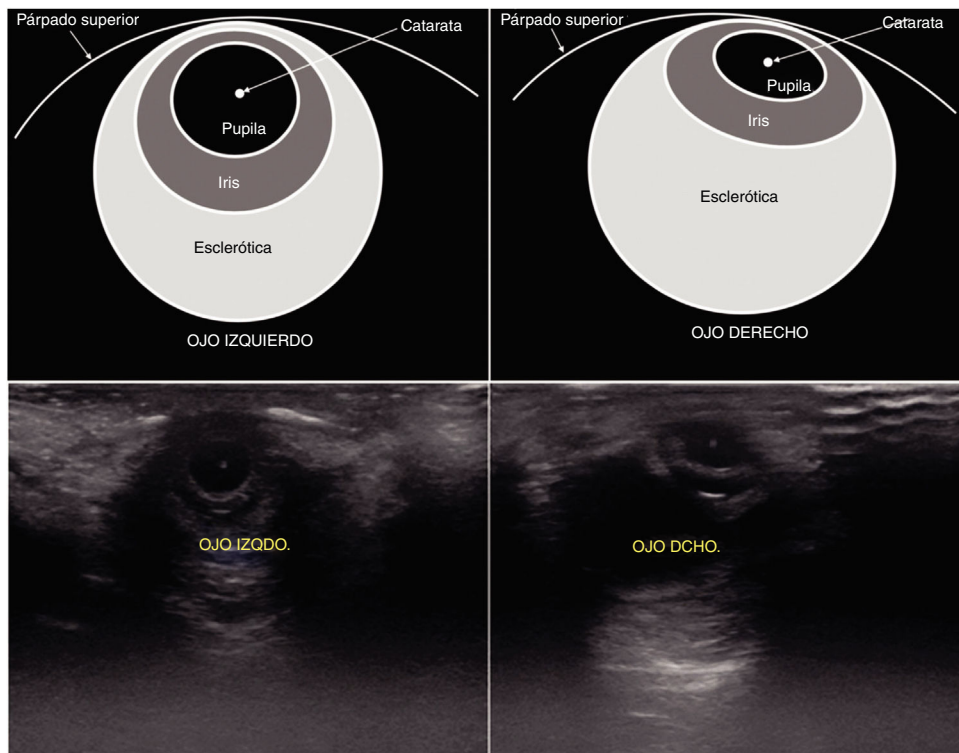 Párpado superior
Catarata
Pupila
Iris
Esclerótica
OJO IZQUIERDO
Párpado superior
Catarata
Pupila
Iris
Esclerótica
OJO DERECHO
OJO IZQDO.
OJO DCHO.